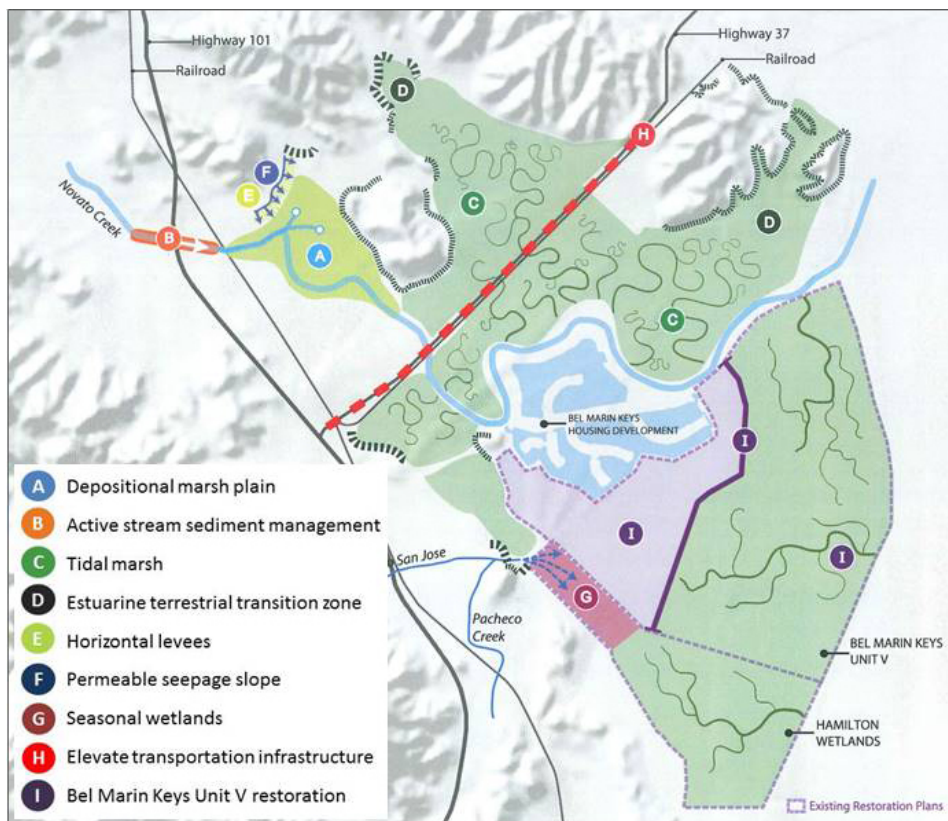 Highway 101
Railroad
Highway 37
Railroad
D
H
F
E
Novato Creek
B
A
C
D
C
BEL MARIN KEYS
HOUSING DEVELOPMENT
I
I
I
San Jose
G
Pacheco
Creek
BEL MARIN KEYS
UNIT V
HAMILTON
WETLANDS
A Depositional marsh plain
B Active stream sediment management
C Tidal marsh
D Estuarine terrestrial transition zone
E Horizontal levees
F Permeable seepage slope
G Seasonal wetlands
H Elevate transportation infrastructure
I Bel Marin Keys Unit V restoration
Existing Restoration Plans